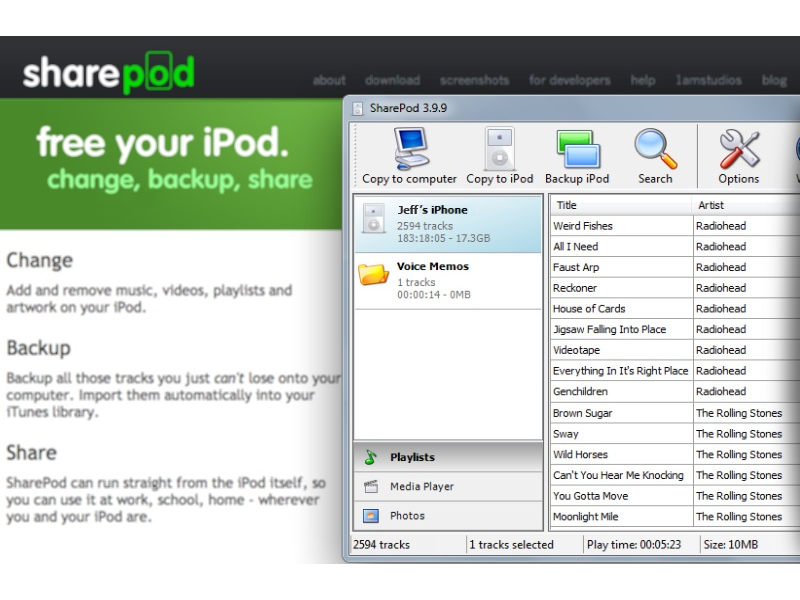 sharepod
about download screenshots for developers help 1amstudios blog
free your iPod.
change, backup, share
Change
Add and remove music, videos, playlists and
artwork on your iPod.
Backup
Backup all those tracks you just can't lose onto your
computer. Import them automatically into your
iTunes library.
Share
SharePod can run straight from the iPod itself, so
you can use it at work, school, home - wherever
you and your iPod are.
SharePod 3.9.9
Copy to computer Copy to iPod Backup iPod Search Options
Jeff's iPhone
2594 tracks
183:18:05 - 17.3GB
Voice Memos
1 tracks
00:00:14 - 0MB
Playlists
Media Player
Photos
Title Artist
Weird Fishes Radiohead
All I Need Radiohead
Faust Arp Radiohead
Reckoner Radiohead
House of Cards Radiohead
Jigsaw Falling Into Place Radiohead
Videotape Radiohead
Everything In It's Right Place Radiohead
Genchildren Radiohead
Brown Sugar The Rolling Stones
Sway The Rolling Stones
Wild Horses The Rolling Stones
Can't You Hear Me Knocking The Rolling Stones
You Gotta Move The Rolling Stones
Moonlight Mile The Rolling Stones
2594 tracks 1 tracks selected Play time: 00:05:23 Size: 10MB